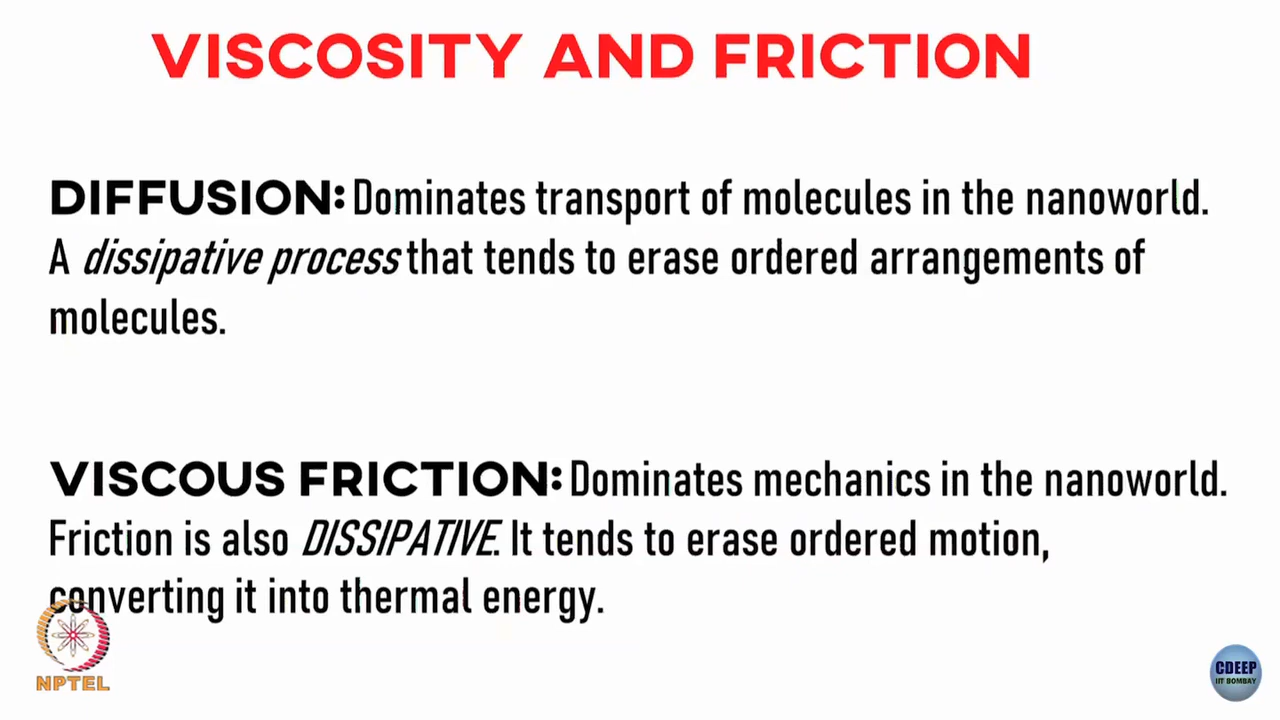 VISCOSITY AND FRICTION
DIFFUSION: Dominates transport of molecules in the nanoworld.
A dissipative process that tends to erase ordered arrangements of
molecules.
VISCOUS FRICTION: Dominates mechanics in the nanoworld.
Friction is also DISSIPATIVE. It tends to erase ordered motion,
converting it into thermal energy.
NPTEL
CDEEP
IIT BOMBAY